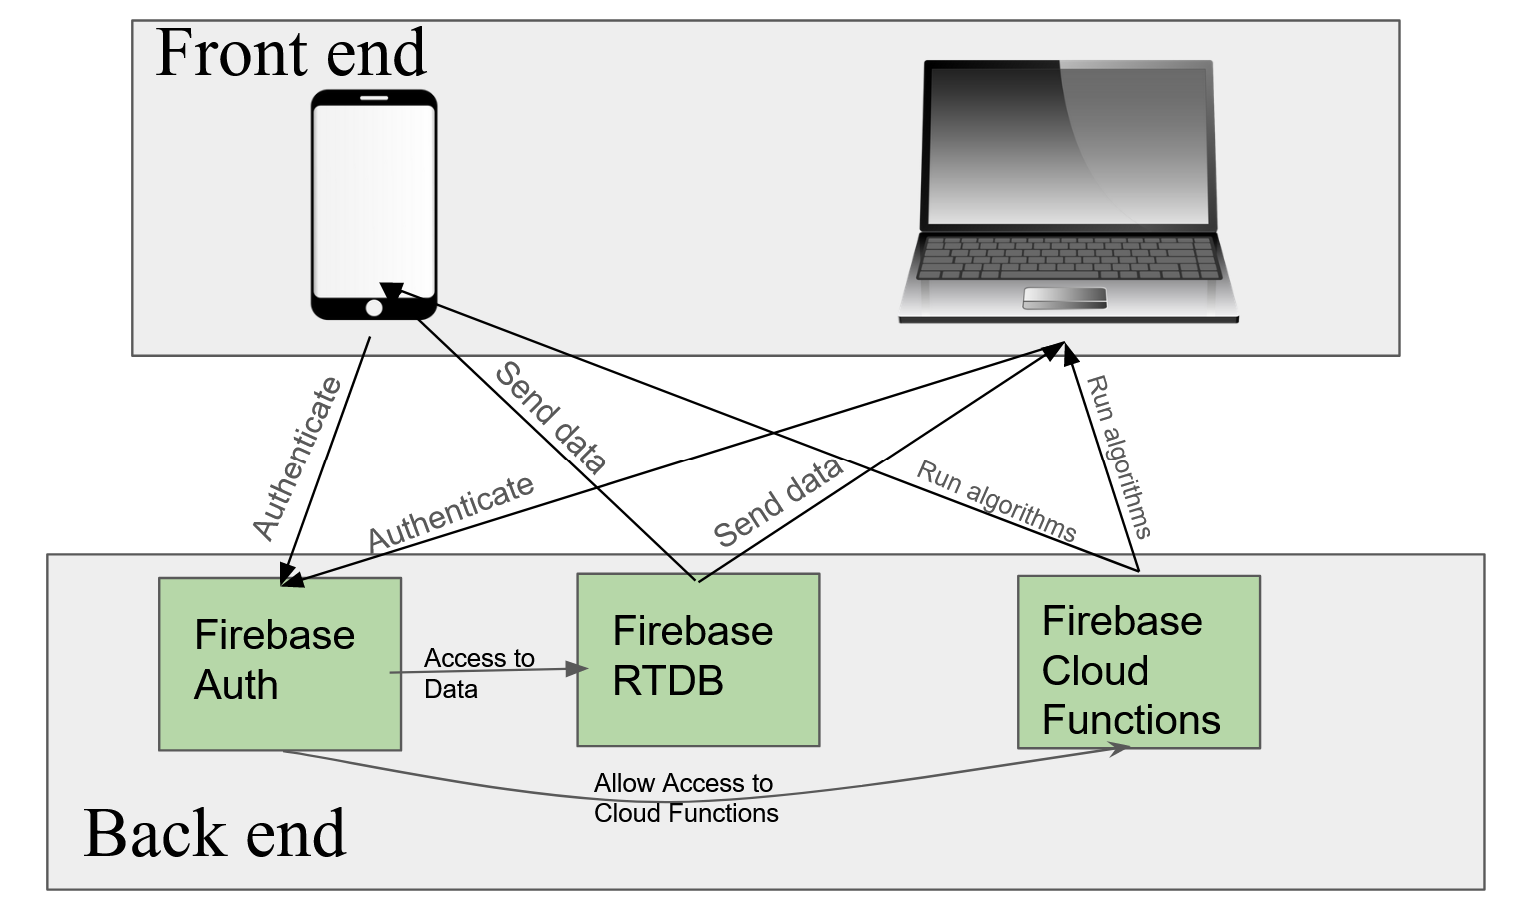 Front end
Authenticate
Send data
Authenticate
Send data
Run algorithms
Run algorithms
Firebase
Auth
Access to
Data
Firebase
RTDB
Firebase
Cloud
Functions
Allow Access to
Cloud Functions
Back end